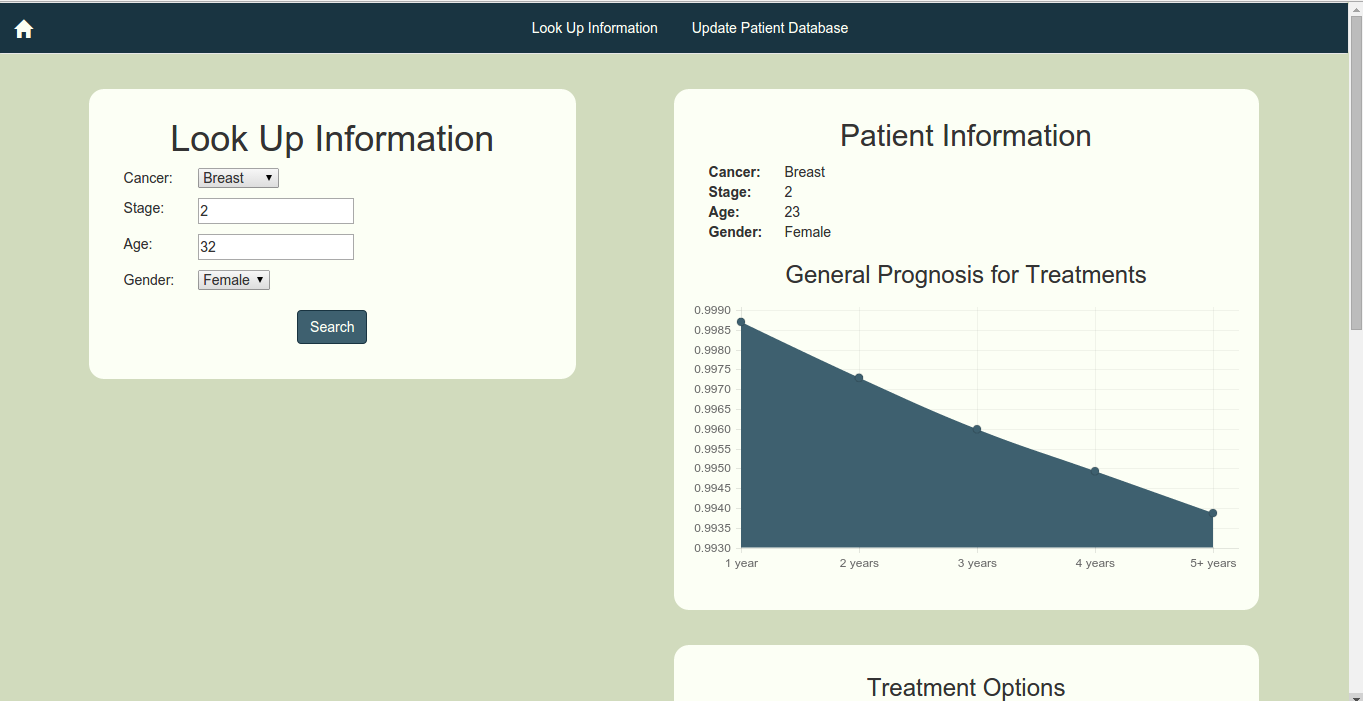 Look Up Information Update Patient Database
Look Up Information
Cancer: Breast
Stage: 2
Age: 32
Gender: Female
Search
Patient Information
Cancer: Breast
Stage: 2
Age: 23
Gender: Female
General Prognosis for Treatments
0.9990
0.9985
0.9980
0.9975
0.9970
0.9965
0.9960
0.9955
0.9950
0.9945
0.9940
0.9935
0.9930
1 year 2 years 3 years 4 years 5+ years
Treatment Options